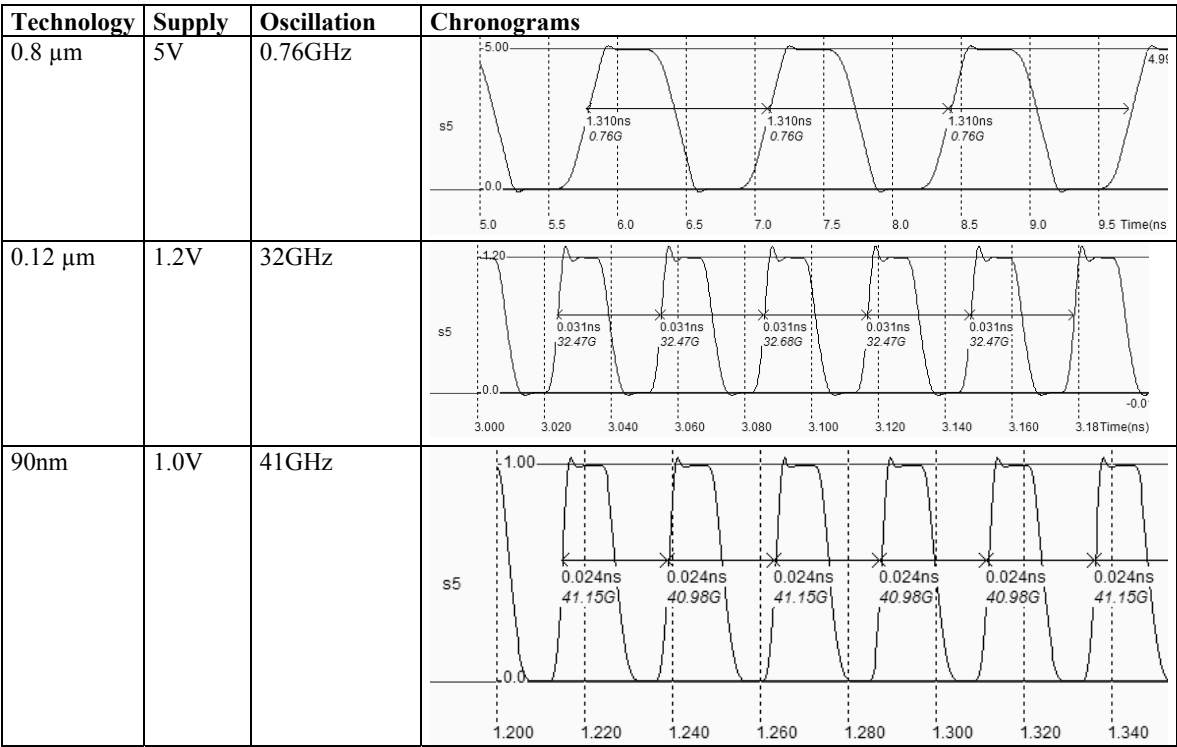 Technology Supply Oscillation Chronograms
0.8 µm 5V 0.76GHz
5.00
4.99
1.310ns 1.310ns 1.310ns
0.76G 0.76G 0.76G
s5
0.0
5.0 5.5 6.0 6.5 7.0 7.5 8.0 8.5 9.0 9.5 Time(ns
0.12 µm 1.2V 32GHz
1.20
0.031ns 0.031ns 0.031ns 0.031ns 0.031ns
32.47G 32.47G 32.68G 32.47G 32.47G
s5
0.0
-0.0
3.000 3.020 3.040 3.060 3.080 3.100 3.120 3.140 3.160 3.18Time(ns)
90nm 1.0V 41GHz
1.00
0.024ns 0.024ns 0.024ns 0.024ns 0.024ns 0.024ns
41.15G 40.98G 41.15G 40.98G 40.98G 41.15G
s5
0.0
1.200 1.220 1.240 1.260 1.280 1.300 1.320 1.340